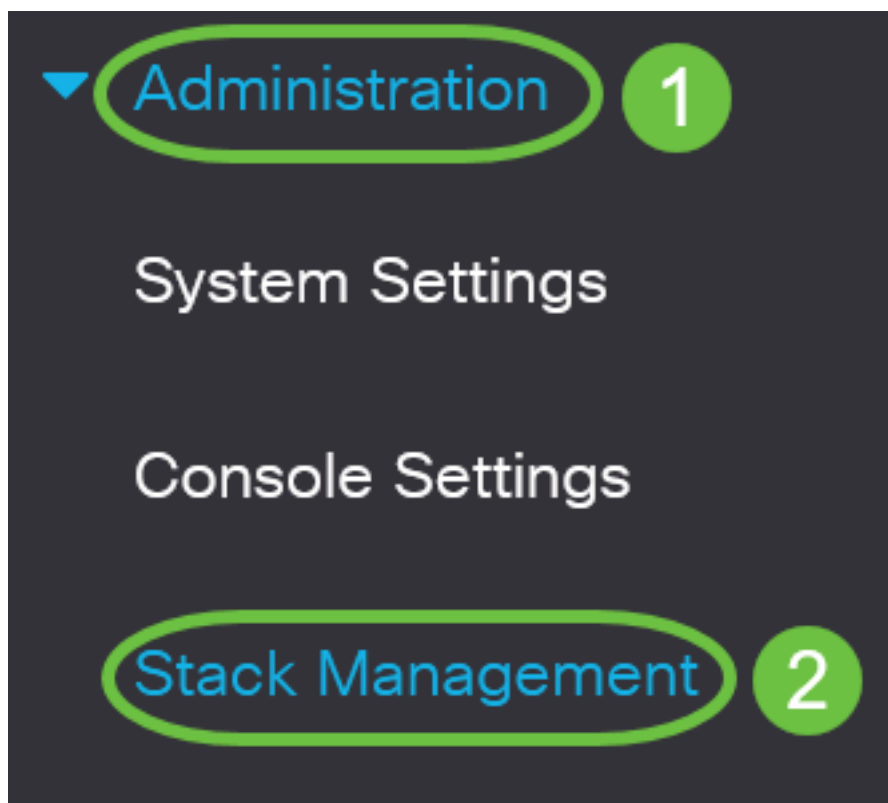 Administration 1
System Settings
Console Settings
Stack Management 2